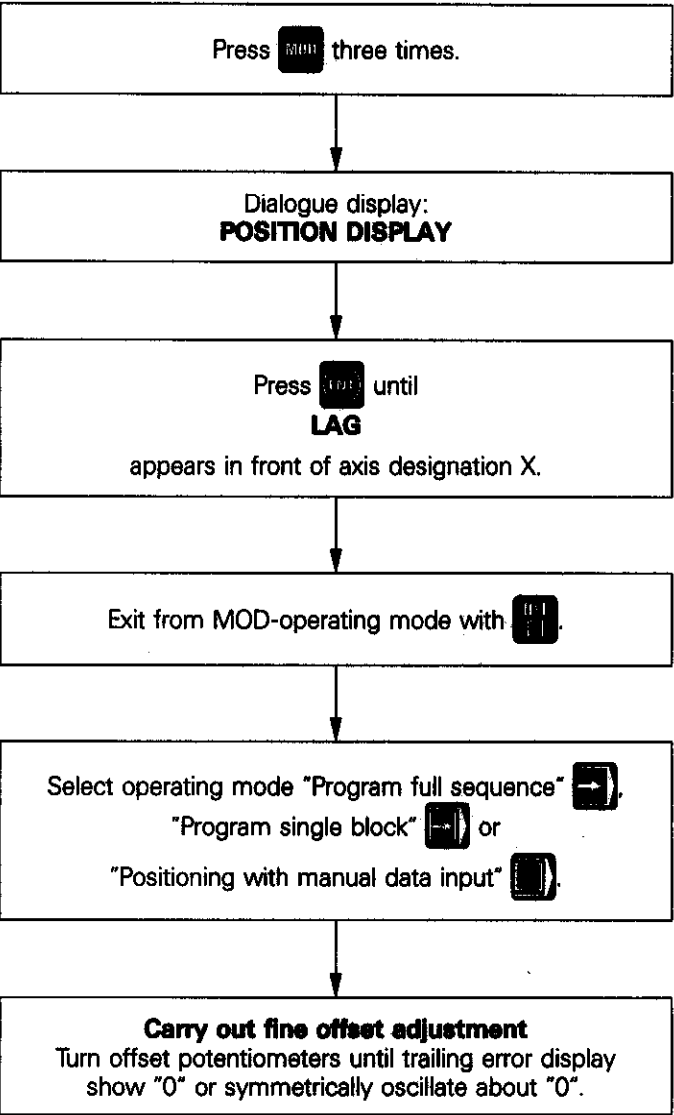 Press MOD three times.
Dialogue display:
POSITION DISPLAY
Press ENT until
LAG
appears in front of axis designation X.
Exit from MOD-operating mode with .
Select operating mode "Program full sequence" ,
"Program single block" or
"Positioning with manual data input" .
Carry out fine offset adjustment
Turn offset potentiometers until trailing error display
show "0" or symmetrically oscillate about "0".